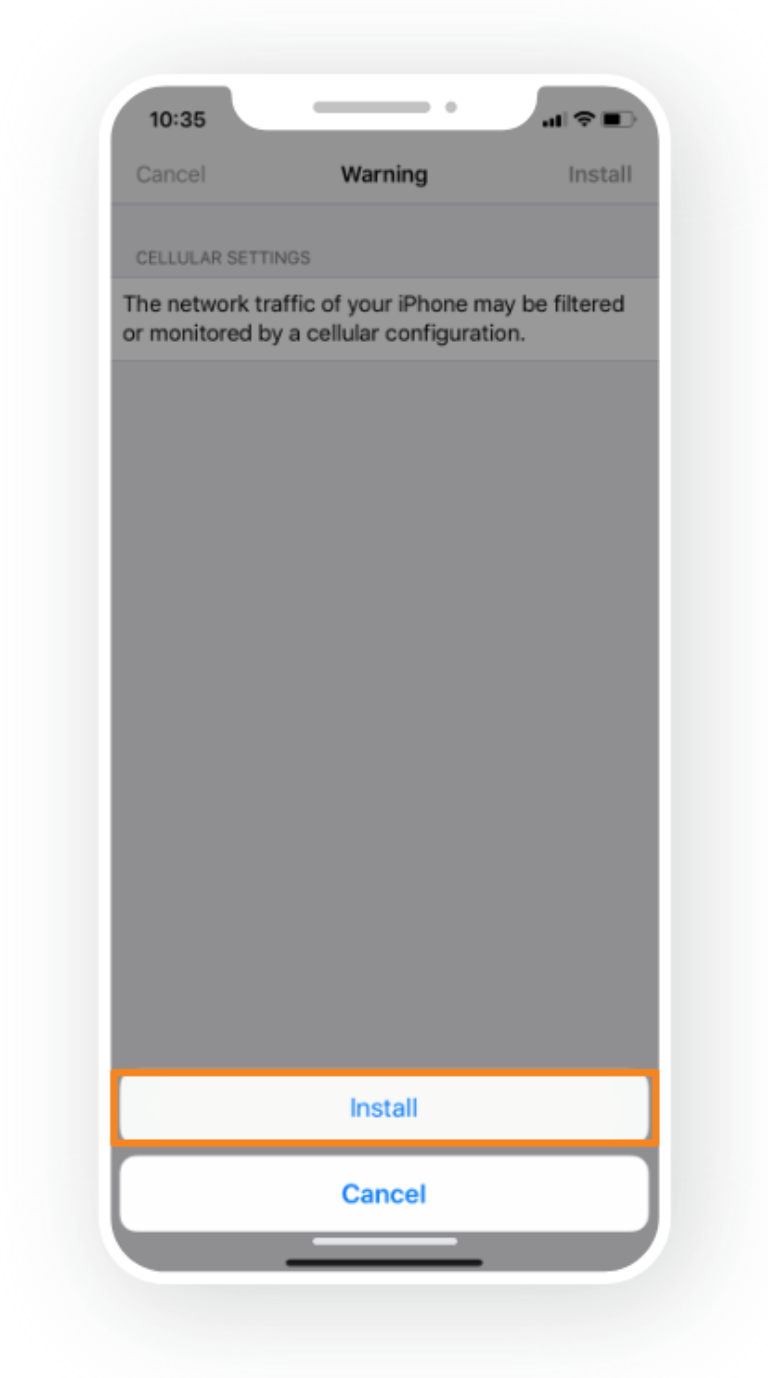 10:35
Cancel Warning Install
CELLULAR SETTINGS
The network traffic of your iPhone may be filtered
or monitored by a cellular configuration.
Install
Cancel